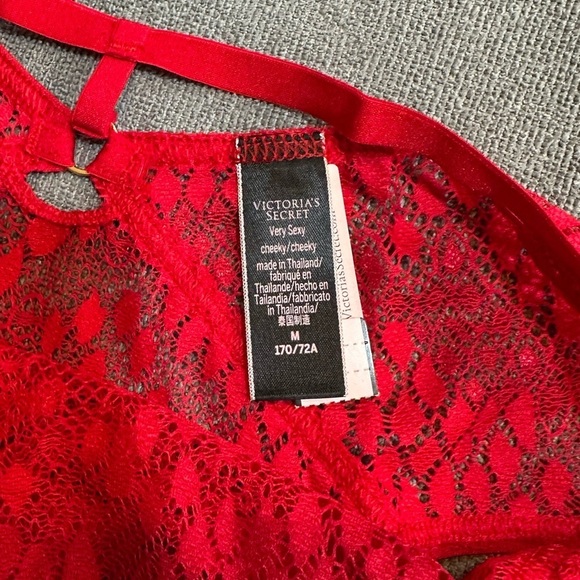 VICTORIA'S
SECRET
Very Sexy
cheeky/cheeky
made in Thailand/
fabriqué en
Thaïlande/hecho en
Tailandia/fabbricato
in Thailandia/
泰国制造
M
170/72A
VictoriasSecret.com